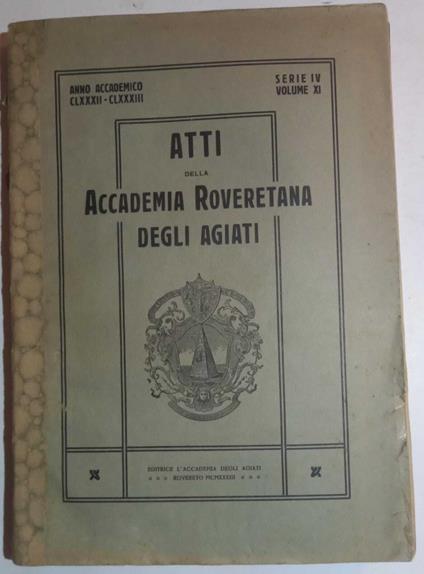 ANNO ACCADEMICO
CLXXXII - CLXXXIII
SERIE IV
VOLUME XI
ATTI
DELLA
ACCADEMIA ROVERETANA
DEGLI AGIATI
EDITRICE L'ACCADEMIA DEGLI AGIATI
ROVERETO MCMXXXIII